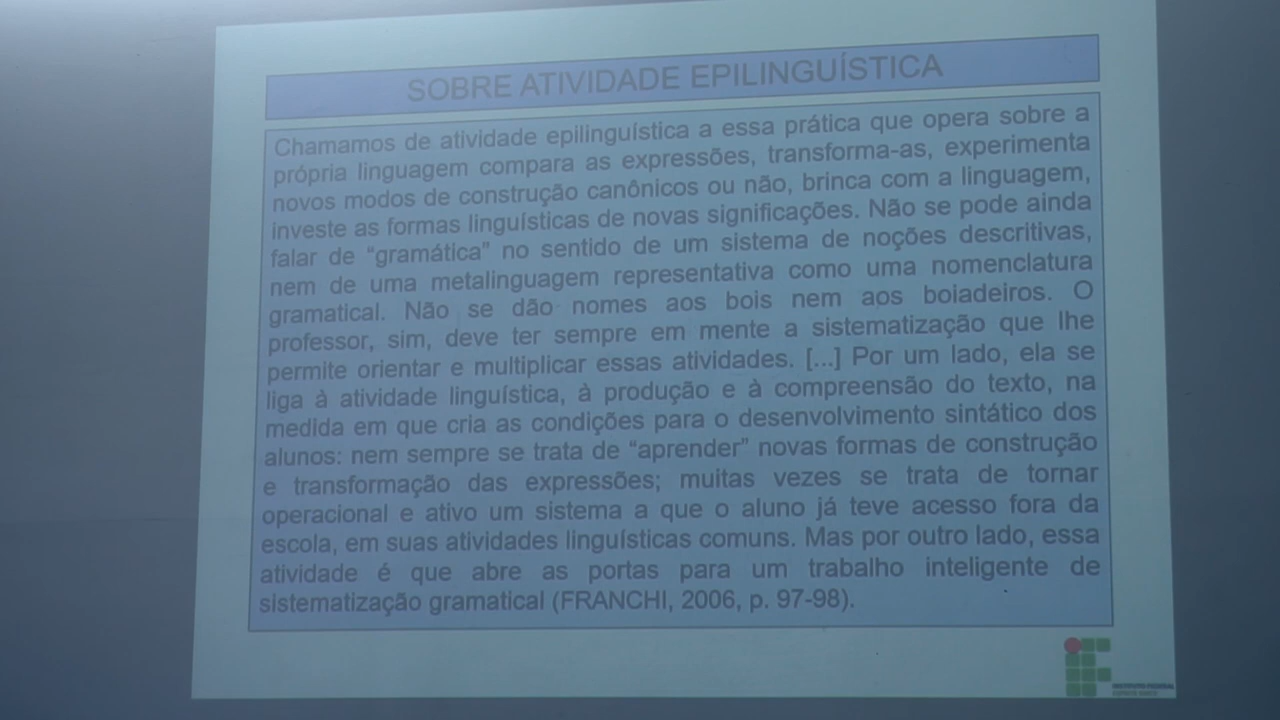 SOBRE ATIVIDADE EPILINGUÍSTICA
Chamamos de atividade epilinguística a essa prática que opera sobre a
própria linguagem compara as expressões, transforma-as, experimenta
novos modos de construção canônicos ou não, brinca com a linguagem,
investe as formas linguísticas de novas significações. Não se pode ainda
falar de “gramática” no sentido de um sistema de noções descritivas,
nem de uma metalinguagem representativa como uma nomenclatura
gramatical. Não se dão nomes aos bois nem aos boiadeiros. O
professor, sim, deve ter sempre em mente a sistematização que lhe
permite orientar e multiplicar essas atividades. [...] Por um lado, ela se
liga à atividade linguística, à produção e à compreensão do texto, na
medida em que cria as condições para o desenvolvimento sintático dos
alunos: nem sempre se trata de “aprender” novas formas de construção
e transformação das expressões; muitas vezes se trata de tornar
operacional e ativo um sistema a que o aluno já teve acesso fora da
escola, em suas atividades linguísticas comuns. Mas por outro lado, essa
atividade é que abre as portas para um trabalho inteligente de
sistematização gramatical (FRANCHI, 2006, p. 97-98).
INSTITUTO FEDERAL
ESPÍRITO SANTO